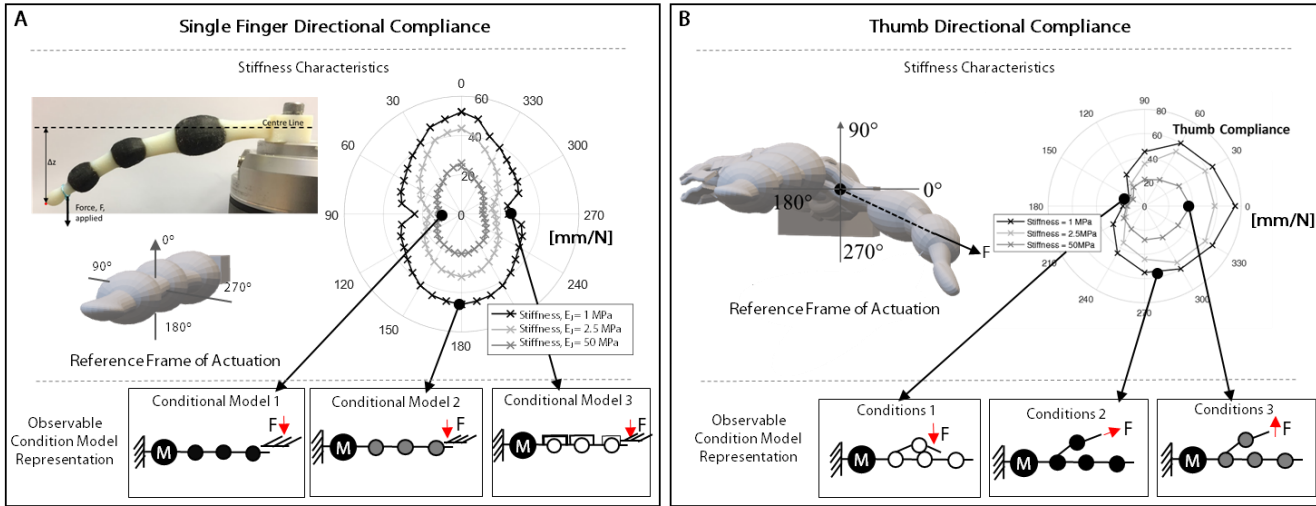 A
Single Finger Directional Compliance
Stiffness Characteristics
Centre Line
Δz
Force, F,
applied
0°
90°
270°
180°
Reference Frame of Actuation
0
30
60
90
120
150
180
240
270
300
330
60
40
20
0
[mm/N]
Stiffness, EJ = 1 MPa
Stiffness, EJ = 2.5 MPa
Stiffness, EJ = 50 MPa
Observable
Condition Model
Representation
Conditional Model 1
M
F
Conditional Model 2
M
F
Conditional Model 3
M
F
B
Thumb Directional Compliance
Stiffness Characteristics
90°
0°
180°
270°
F
Reference Frame of Actuation
90
120
150
180
210
240
270
300
330
0
30
80
60
40
20
0
Thumb Compliance
Stiffness = 1 MPa
Stiffness = 2.5MPa
Stiffness = 50MPa
[mm/N]
Observable
Condition Model
Representation
Conditions 1
M
F
Conditions 2
M
F
Conditions 3
M
F